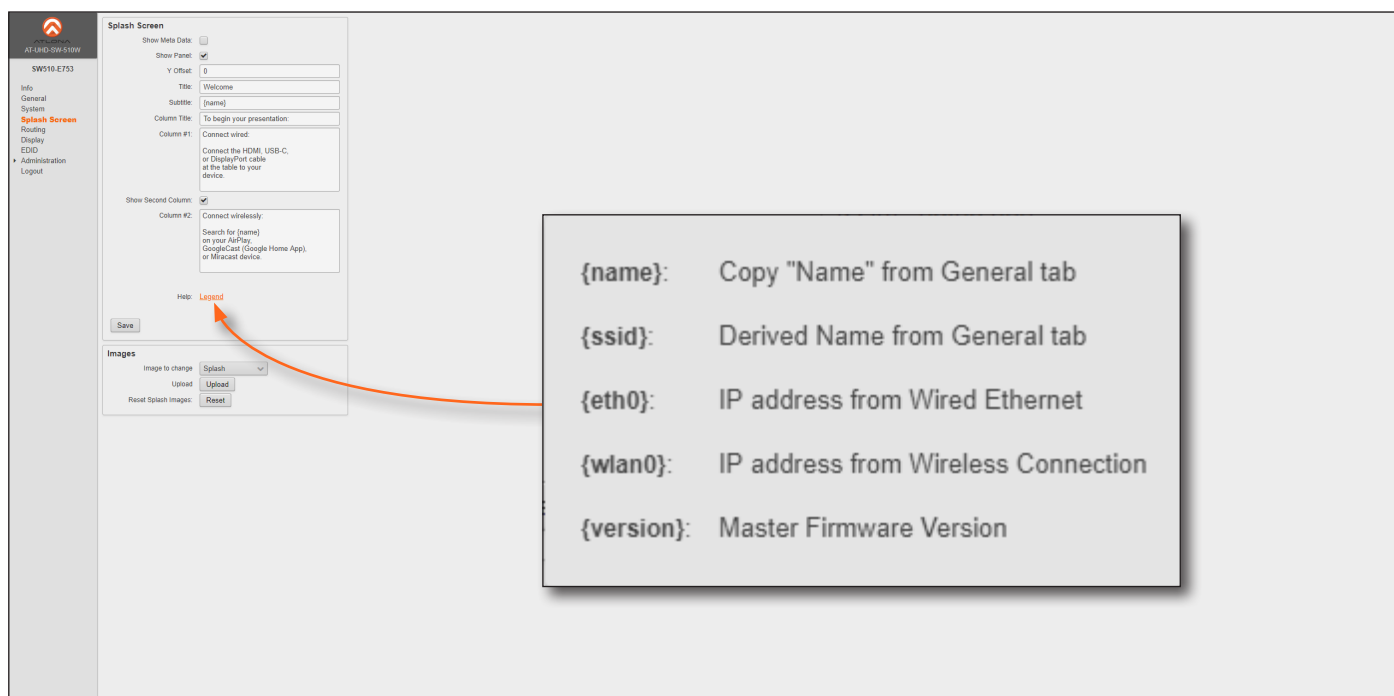 ATLONA
AT-UHD-SW-510W
SW510-E753
Info
General
System
Splash Screen
Routing
Display
EDID
Administration
Logout
Splash Screen
Show Meta Data:
Show Panel:
Y Offset: 0
Title: Welcome
Subtitle: {name}
Column Title: To begin your presentation:
Column #1: Connect wired:
Connect the HDMI, USB-C,
or DisplayPort cable
at the table to your
device.
Show Second Column:
Column #2: Connect wirelessly:
Search for {name}
on your AirPlay,
GoogleCast (Google Home App),
or Miracast device.
Help: Legend
Save
Images
Image to change Splash
Upload Upload
Reset Splash Images: Reset
{name}: Copy "Name" from General tab
{ssid}: Derived Name from General tab
{eth0}: IP address from Wired Ethernet
{wlan0}: IP address from Wireless Connection
{version}: Master Firmware Version